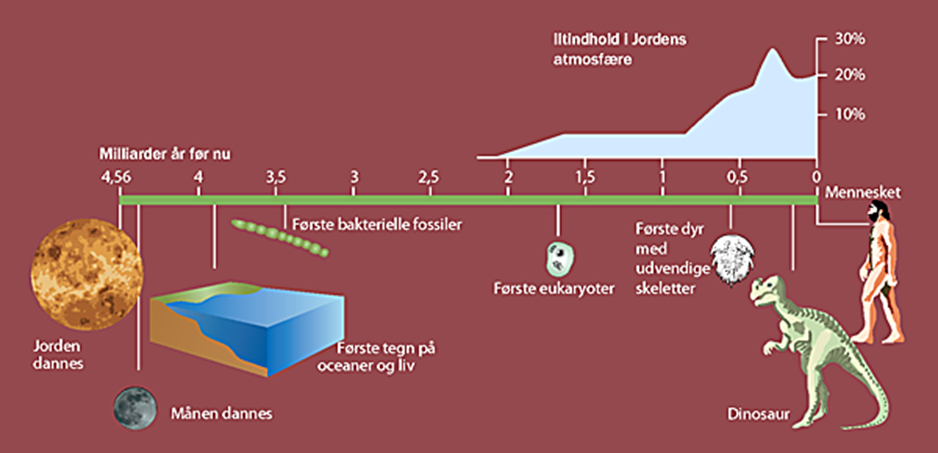 Iltindhold i Jordens
atmosfære
30%
20%
10%
Milliarder år før nu
4,56 4 3,5 3 2,5 2 1,5 1 0,5 0
Mennesket
Første bakterielle fossiler
Første dyr
med
udvendige
skeletter
Første eukaryoter
Jorden
dannes
Første tegn på
oceaner og liv
Månen dannes
Dinosaur